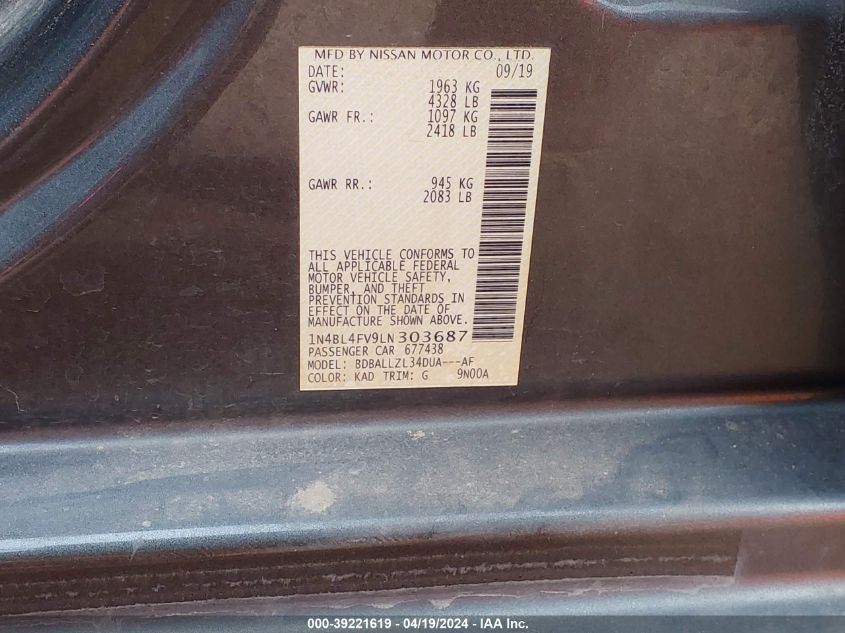 MFD BY NISSAN MOTOR CO., LTD.
DATE: 09/19
GVWR: 1963 KG
4328 LB
GAWR FR.: 1097 KG
2418 LB
GAWR RR.: 945 KG
2083 LB
THIS VEHICLE CONFORMS TO
ALL APPLICABLE FEDERAL
MOTOR VEHICLE SAFETY,
BUMPER, AND THEFT
PREVENTION STANDARDS IN
EFFECT ON THE DATE OF
MANUFACTURE SHOWN ABOVE.
1N4BL4FV9LN303687
PASSENGER CAR 677438
MODEL: BDBALLZL34DUA---AF
COLOR: KAD TRIM: G 9N00A
000-39221619 - 04/19/2024 - IAA Inc.